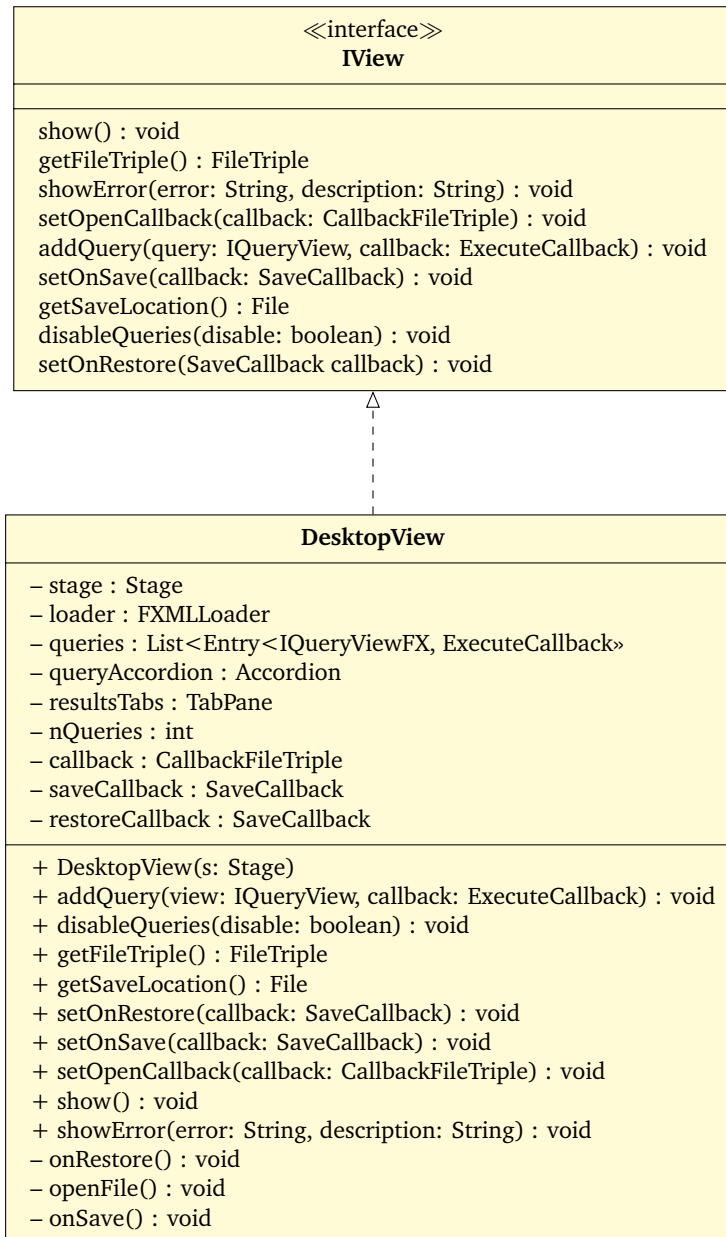 ≪interface≫
IView
show() : void
getFileTriple() : FileTriple
showError(error: String, description: String) : void
setOpenCallback(callback: CallbackFileTriple) : void
addQuery(query: IQueryView, callback: ExecuteCallback) : void
setOnSave(callback: SaveCallback) : void
getSaveLocation() : File
disableQueries(disable: boolean) : void
setOnRestore(SaveCallback callback) : void
DesktopView
– stage : Stage
– loader : FXMLLoader
– queries : List<Entry<IQueryViewFX, ExecuteCallback»
– queryAccordion : Accordion
– resultsTabs : TabPane
– nQueries : int
– callback : CallbackFileTriple
– saveCallback : SaveCallback
– restoreCallback : SaveCallback
+ DesktopView(s: Stage)
+ addQuery(view: IQueryView, callback: ExecuteCallback) : void
+ disableQueries(disable: boolean) : void
+ getFileTriple() : FileTriple
+ getSaveLocation() : File
+ setOnRestore(callback: SaveCallback) : void
+ setOnSave(callback: SaveCallback) : void
+ setOpenCallback(callback: CallbackFileTriple) : void
+ show() : void
+ showError(error: String, description: String) : void
– onRestore() : void
– openFile() : void
– onSave() : void